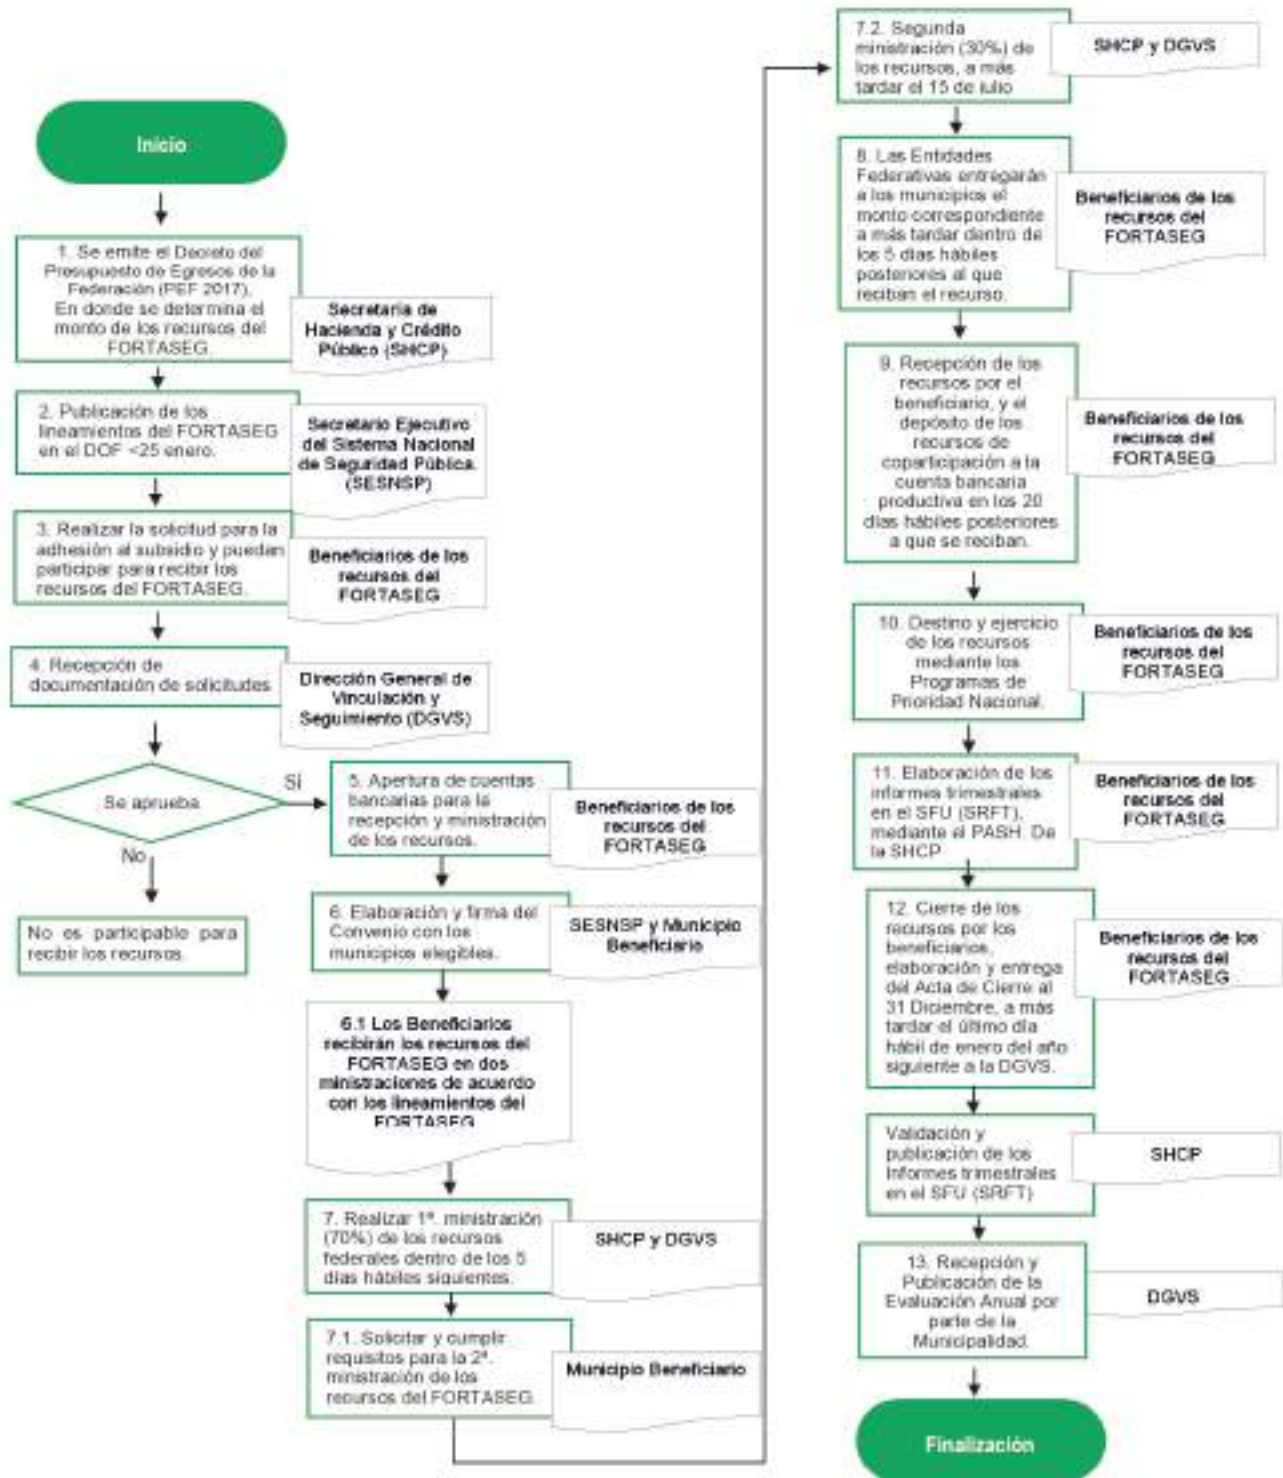 Inicio
1. Se emite el Decreto del
Presupuesto de Egresos de la
Federación (PEF 2017),
En donde se determina el
monto de los recursos del
FORTASEG.
Secretaría de
Hacienda y Crédito
Público (SHCP)
2. Publicación de los
lineamientos del FORTASEG
en el DOF <25 enero.
Secretario Ejecutivo
del Sistema Nacional
de Seguridad Pública.
(SESNSP)
3. Realizar la solicitud para la
adhesión al subsidio y puedan
participar para recibir los
recursos del FORTASEG.
Beneficiarios de los
recursos del
FORTASEG
4. Recepción de
documentación de solicitudes
Dirección General de
Vinculación y
Seguimiento (DGVS)
Se aprueba
Si
No
No es participable para
recibir los recursos.
5. Apertura de cuentas
bancarias para la
recepción y ministración
de los recursos.
Beneficiarios de los
recursos del
FORTASEG
6. Elaboración y firma del
Convenio con los
municipios elegibles.
SESNSP y Municipio
Beneficiario
6.1 Los Beneficiarios
recibirán los recursos del
FORTASEG en dos
ministraciones de acuerdo
con los lineamientos del
FORTASEG
7. Realizar 1ª. ministración
(70%) de los recursos
federales dentro de los 5
días hábiles siguientes.
SHCP y DGVS
7.1. Solicitar y cumplir
requisitos para la 2ª.
ministración de los
recursos del FORTASEG.
Municipio Beneficiario
7.2. Segunda
ministración (30%) de
los recursos, a más
tardar el 15 de julio
SHCP y DGVS
8. Las Entidades
Federativas entregarán
a los municipios el
monto correspondiente
a más tardar dentro de
los 5 días hábiles
posteriores al que
reciban el recurso.
Beneficiarios de los
recursos del
FORTASEG
9. Recepción de los
recursos por el
beneficiario, y el
depósito de los
recursos de
coparticipación a la
cuenta bancaria
productiva en los 20
días hábiles posteriores
a que se reciban.
Beneficiarios de los
recursos del
FORTASEG
10. Destino y ejercicio
de los recursos
mediante los
Programas de
Prioridad Nacional.
Beneficiarios de los
recursos del
FORTASEG
11. Elaboración de los
informes trimestrales
en el SFU (SRFT),
mediante el PASH. De
la SHCP
Beneficiarios de los
recursos del
FORTASEG
12. Cierre de los
recursos por los
beneficiarios,
elaboración y entrega
del Acta de Cierre al
31 Diciembre, a más
tardar el último día
hábil de enero del año
siguiente a la DGVS.
Beneficiarios de los
recursos del
FORTASEG
Validación y
publicación de los
Informes trimestrales
en el SFU (SRFT)
SHCP
13. Recepción y
Publicación de la
Evaluación Anual por
parte de la
Municipalidad.
DGVS
Finalización